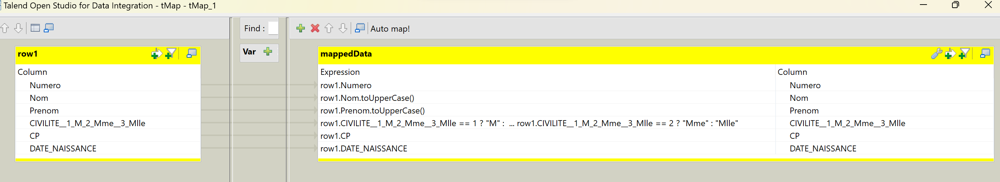 Talend Open Studio for Data Integration - tMap - tMap_1
Find :
Auto map!
row1
Var
mappedData
Column
Numero
Nom
Prenom
CIVILITE__1_M_2_Mme__3_Mlle
CP
DATE_NAISSANCE
Expression Column
row1.Numero Numero
row1.Nom.toUpperCase() Nom
row1.Prenom.toUpperCase() Prenom
row1.CIVILITE__1_M_2_Mme__3_Mlle == 1 ? "M" : ... row1.CIVILITE__1_M_2_Mme__3_Mlle == 2 ? "Mme" : "Mlle" CIVILITE__1_M_2_Mme__3_Mlle
row1.CP CP
row1.DATE_NAISSANCE DATE_NAISSANCE